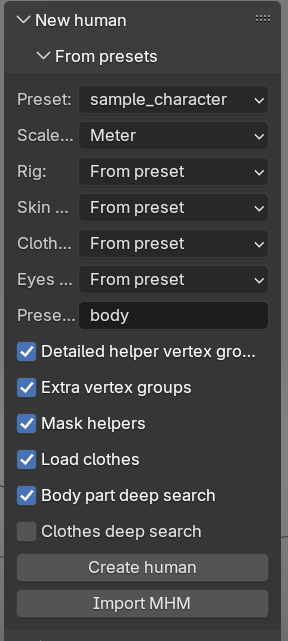 New human
From presets
Preset: sample_character
Scale... Meter
Rig: From preset
Skin ... From preset
Cloth... From preset
Eyes ... From preset
Prese... body
Detailed helper vertex gro...
Extra vertex groups
Mask helpers
Load clothes
Body part deep search
Clothes deep search
Create human
Import MHM